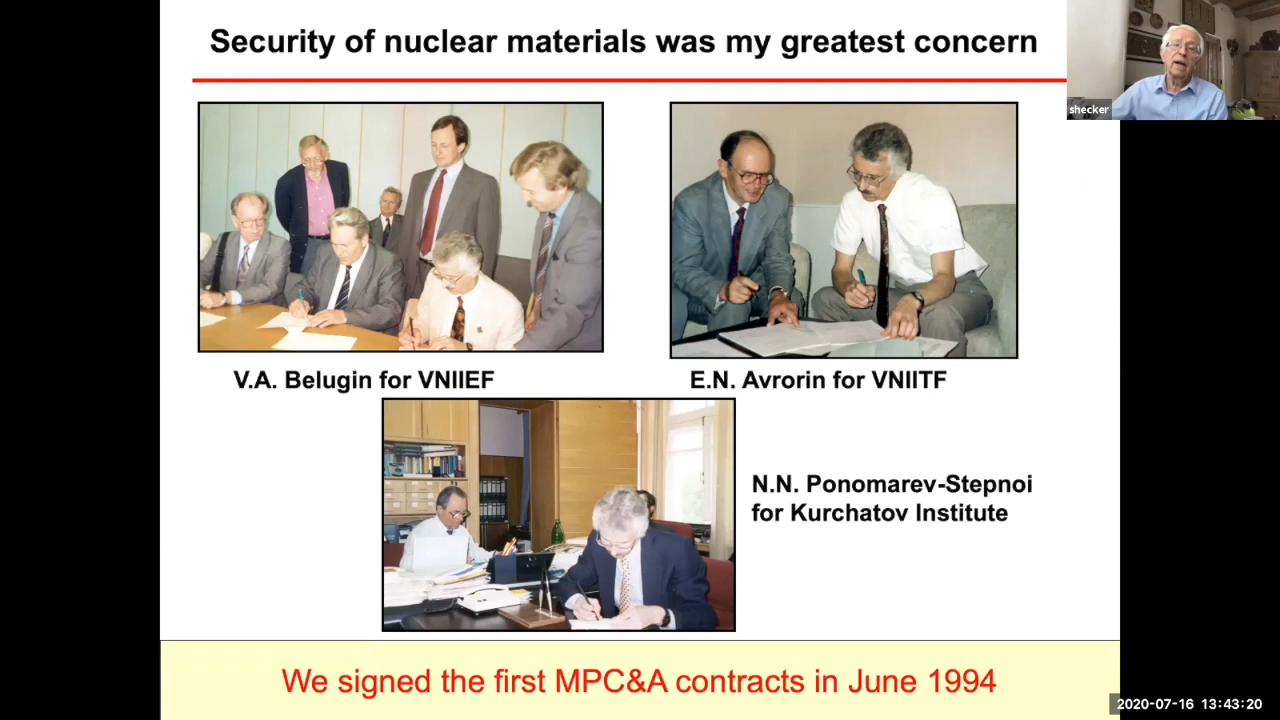 Security of nuclear materials was my greatest concern
shecker
V.A. Belugin for VNIIEF
E.N. Avrorin for VNIITF
N.N. Ponomarev-Stepnoi
for Kurchatov Institute
We signed the first MPC&A contracts in June 1994
2020-07-16 13:43:20